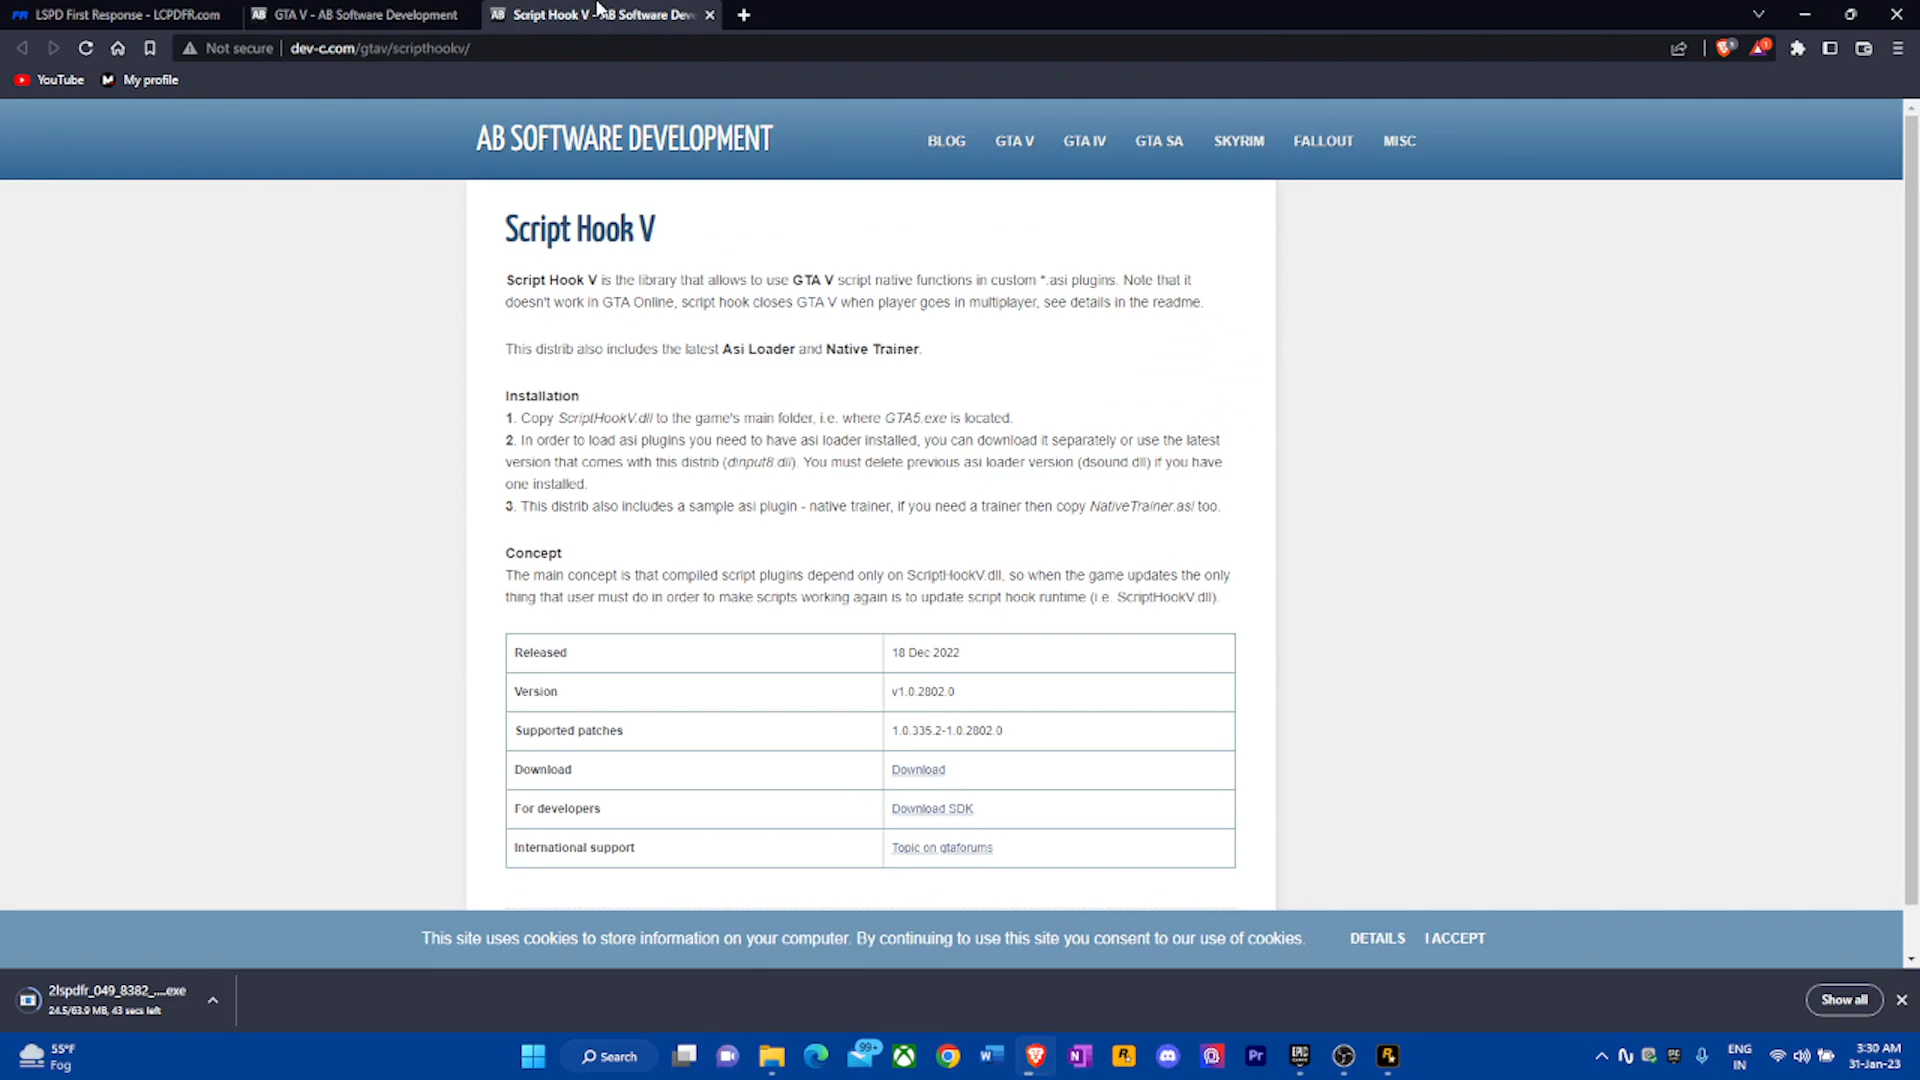 LSPD First Response - LCPDFR.com
GTA V - AB Software Development
Script Hook V - AB Software Dev
Not secure
dev-c.com/gtav/scripthookv/
YouTube
My profile
AB SOFTWARE DEVELOPMENT
BLOG
GTA V
GTA IV
GTA SA
SKYRIM
FALLOUT
MISC
Script Hook V
Script Hook V is the library that allows to use GTA V script native functions in custom *.asi plugins. Note that it
doesn't work in GTA Online, script hook closes GTA V when player goes in multiplayer, see details in the readme.
This distrib also includes the latest Asi Loader and Native Trainer.
Installation
1. Copy ScriptHookV.dll to the game's main folder, i.e. where GTA5.exe is located.
2. In order to load asi plugins you need to have asi loader installed, you can download it separately or use the latest
version that comes with this distrib (dinput8.dll). You must delete previous asi loader version (dsound.dll) if you have
one installed.
3. This distrib also includes a sample asi plugin - native trainer, if you need a trainer then copy NativeTrainer.asi too.
Concept
The main concept is that compiled script plugins depend only on ScriptHookV.dll, so when the game updates the only
thing that user must do in order to make scripts working again is to update script hook runtime (i.e. ScriptHookV.dll).
Released 18 Dec 2022
Version v1.0.2802.0
Supported patches 1.0.335.2-1.0.2802.0
Download Download
For developers Download SDK
International support Topic on gtaforums
This site uses cookies to store information on your computer. By continuing to use this site you consent to our use of cookies.
DETAILS
I ACCEPT
2lspdfr_049_8382_....exe
24.5/63.9 MB, 43 secs left
Show all
55°F
Fog
Search
99+
ENG
IN
3:30 AM
31-Jan-23